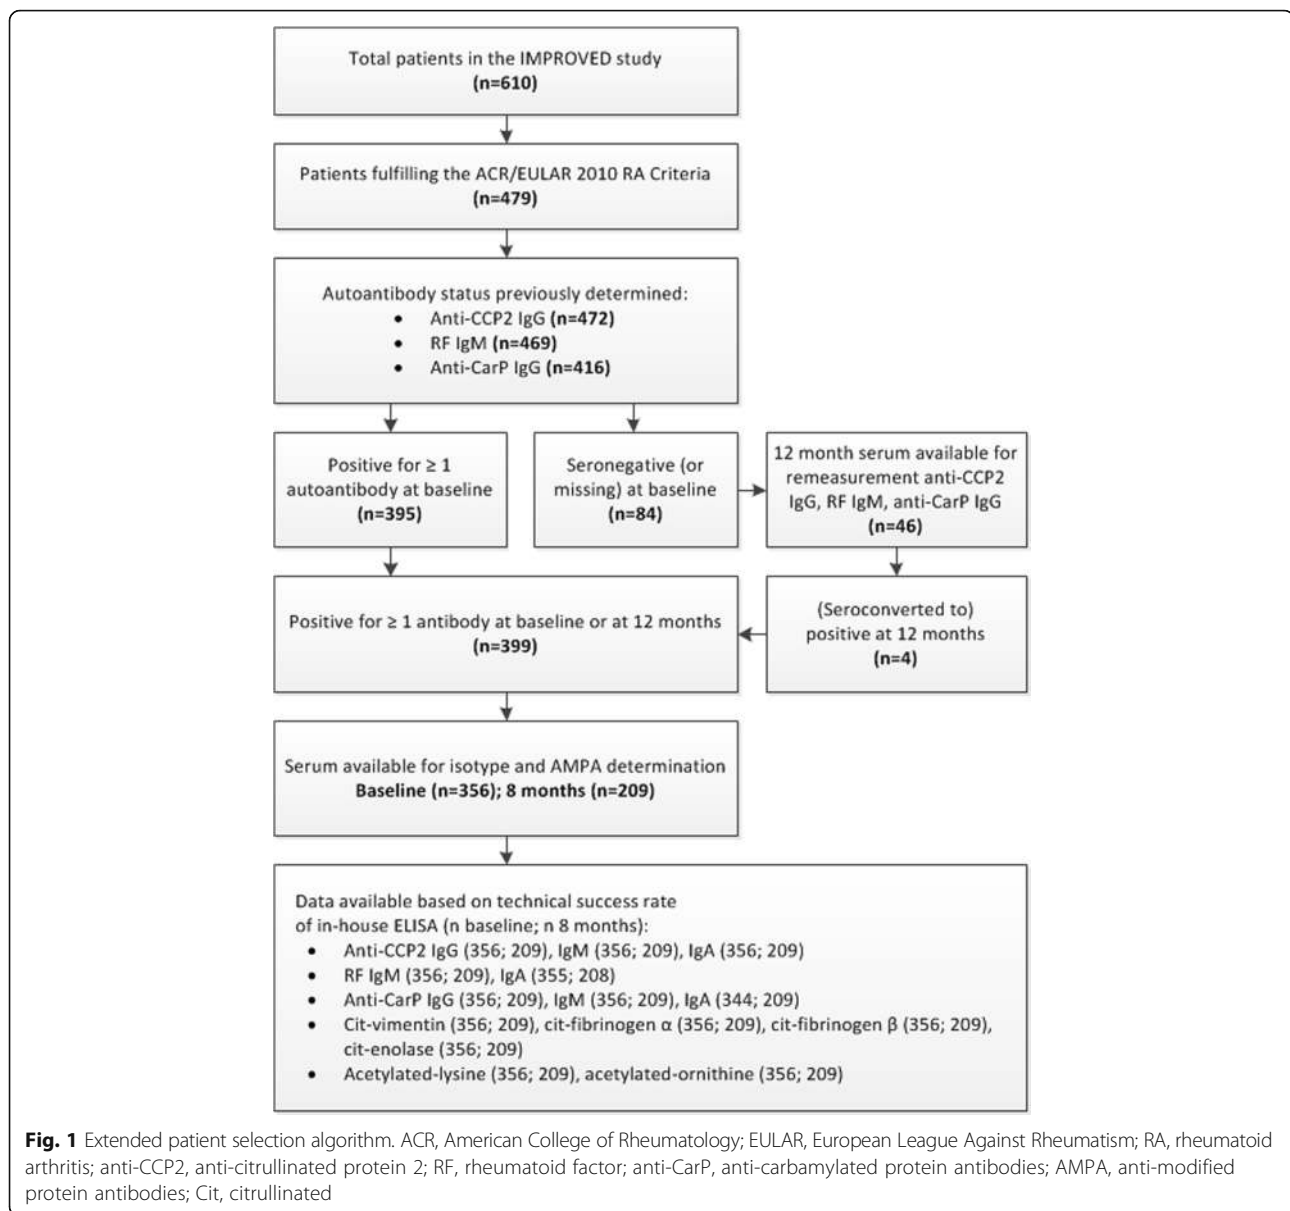 Total patients in the IMPROVED study
(n=610)
Patients fulfilling the ACR/EULAR 2010 RA Criteria
(n=479)
Autoantibody status previously determined:
• Anti-CCP2 IgG (n=472)
• RF IgM (n=469)
• Anti-CarP IgG (n=416)
Positive for ≥ 1
autoantibody at baseline
(n=395)
Seronegative (or
missing) at baseline
(n=84)
12 month serum available for
remeasurement anti-CCP2
IgG, RF IgM, anti-CarP IgG
(n=46)
Positive for ≥ 1 antibody at baseline or at 12 months
(n=399)
(Seroconverted to)
positive at 12 months
(n=4)
Serum available for isotype and AMPA determination
Baseline (n=356); 8 months (n=209)
Data available based on technical success rate
of in-house ELISA (n baseline; n 8 months):
• Anti-CCP2 IgG (356; 209), IgM (356; 209), IgA (356; 209)
• RF IgM (356; 209), IgA (355; 208)
• Anti-CarP IgG (356; 209), IgM (356; 209), IgA (344; 209)
• Cit-vimentin (356; 209), cit-fibrinogen α (356; 209), cit-fibrinogen β (356; 209),
cit-enolase (356; 209)
• Acetylated-lysine (356; 209), acetylated-ornithine (356; 209)
Fig. 1 Extended patient selection algorithm. ACR, American College of Rheumatology; EULAR, European League Against Rheumatism; RA, rheumatoid
arthritis; anti-CCP2, anti-citrullinated protein 2; RF, rheumatoid factor; anti-CarP, anti-carbamylated protein antibodies; AMPA, anti-modified
protein antibodies; Cit, citrullinated